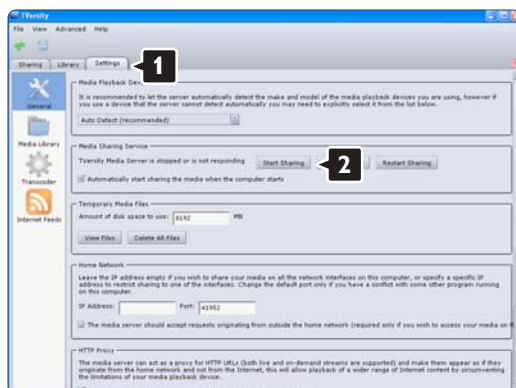 TVersity
File View Advanced Help
Sharing Library Settings
1
General
Media Library
Transcoder
Internet Feeds
Media Playback
It is recommended to let the server automatically detect the make and model of the media playback devices you are using, however if
you use a device that the server cannot detect automatically you may need to explicitly select it from the list below.
Auto Detect (recommended)
Media Sharing Service
TVersity Media Server is stopped or is not responding Start Sharing 2 Restart Sharing
Automatically start sharing the media when the computer starts
Temporary Media Files
Amount of disk space to use: 8192 MB
View Files Delete All Files
Home Network
Leave the IP address empty if you wish to share your media on all the network interfaces on this computer, or specify a specific IP
address to restrict sharing to one of the interfaces. Change the default port only if you have a conflict with some other program running
on this computer.
IP Address: Port: 41952
The media server should accept requests originating from outside the home network (required only if you wish to access your media on
HTTP Proxy
The media server can act as a proxy for HTTP URLs (both live and on-demand streams are supported) and make them appear as if they
originate from the home network and not from the Internet, this will allow playback of a wider range of Internet content by circumventing
the limitations of your media playback device.